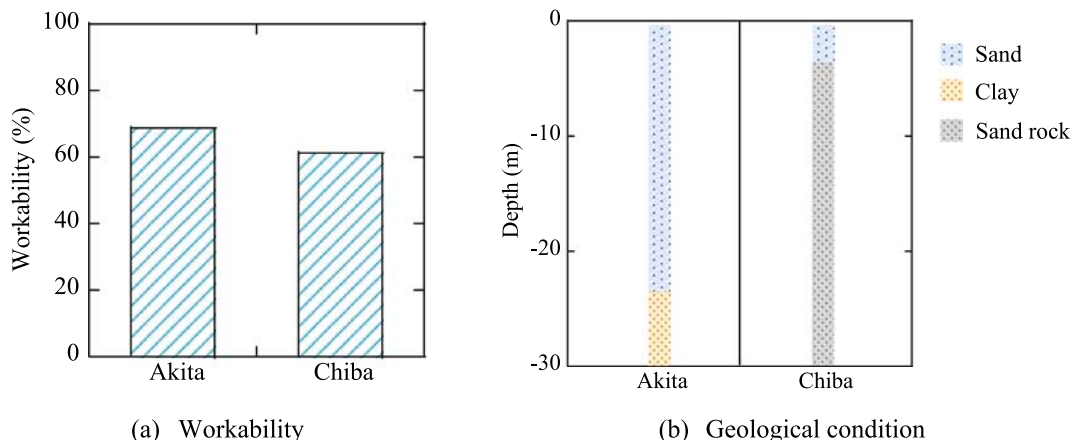 100
80
60
40
20
0
Workability (%)
Akita
Chiba
(a) Workability
0
-10
-20
-30
Depth (m)
Akita
Chiba
Sand
Clay
Sand rock
(b) Geological condition